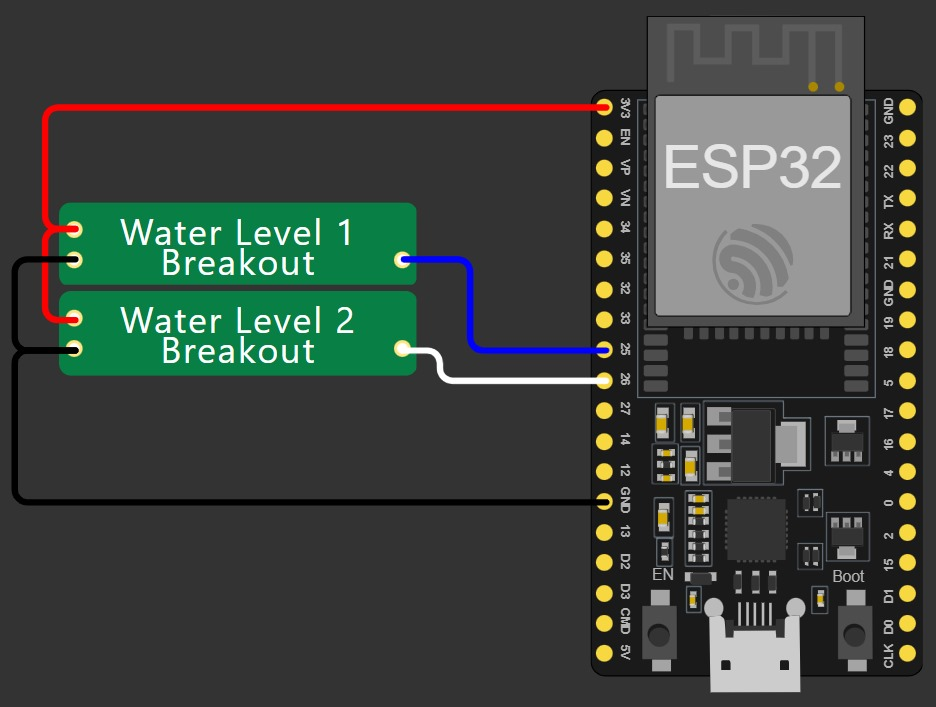 ESP32
Water Level 1
Breakout
Water Level 2
Breakout
3V3
EN
VP
VN
34
35
32
33
25
26
27
14
12
GND
13
D2
D3
CMD
5V
GND
23
22
TX
RX
21
GND
19
18
5
17
16
4
0
2
15
D1
D0
CLK
EN
Boot